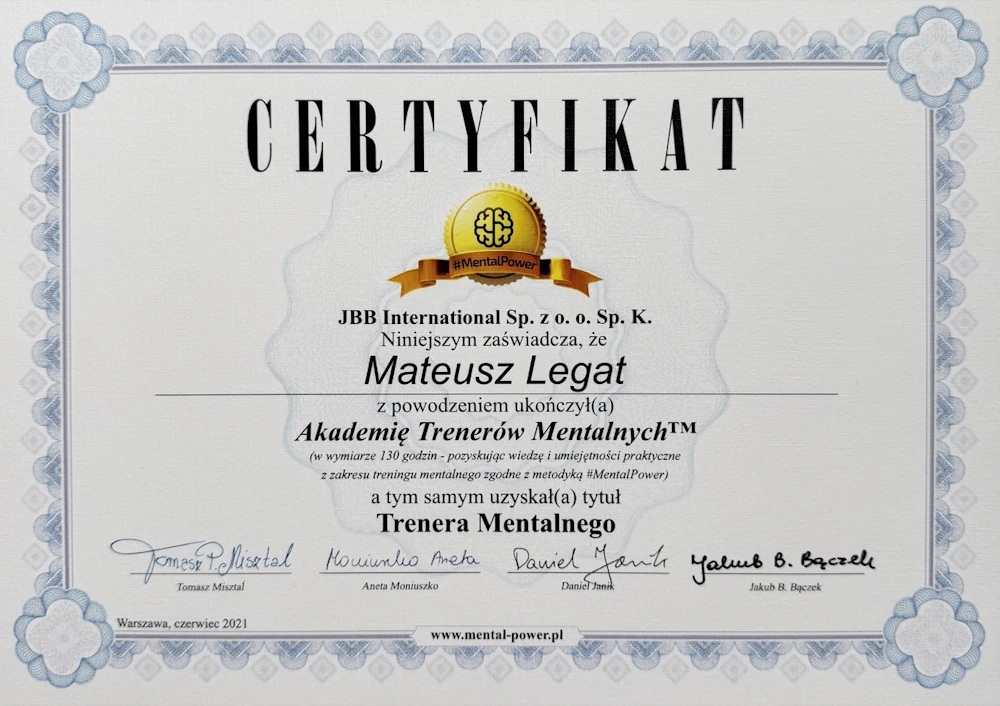 CERTYFIKAT
#MentalPower
JBB International Sp. z o. o. Sp. K.
Niniejszym zaświadcza, że
Mateusz Legat
z powodzeniem ukończył(a)
Akademię Trenerów Mentalnych™
(w wymiarze 130 godzin - pozyskując wiedzę i umiejętności praktyczne
z zakresu treningu mentalnego zgodne z metodyką #MentalPower)
a tym samym uzyskał(a) tytuł
Trenera Mentalnego
Tomasz P. Misztal Moniuszko Aneta Daniel Janik Jakub B. Bączek
Tomasz Misztal Aneta Moniuszko Daniel Janik Jakub B. Bączek
Warszawa, czerwiec 2021
www.mental-power.pl